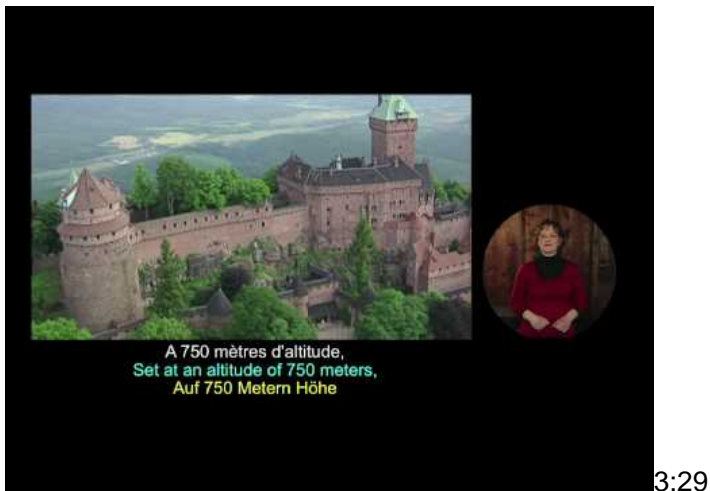 A 750 mètres d'altitude,
Set at an altitude of 750 meters,
Auf 750 Metern Höhe
3:29